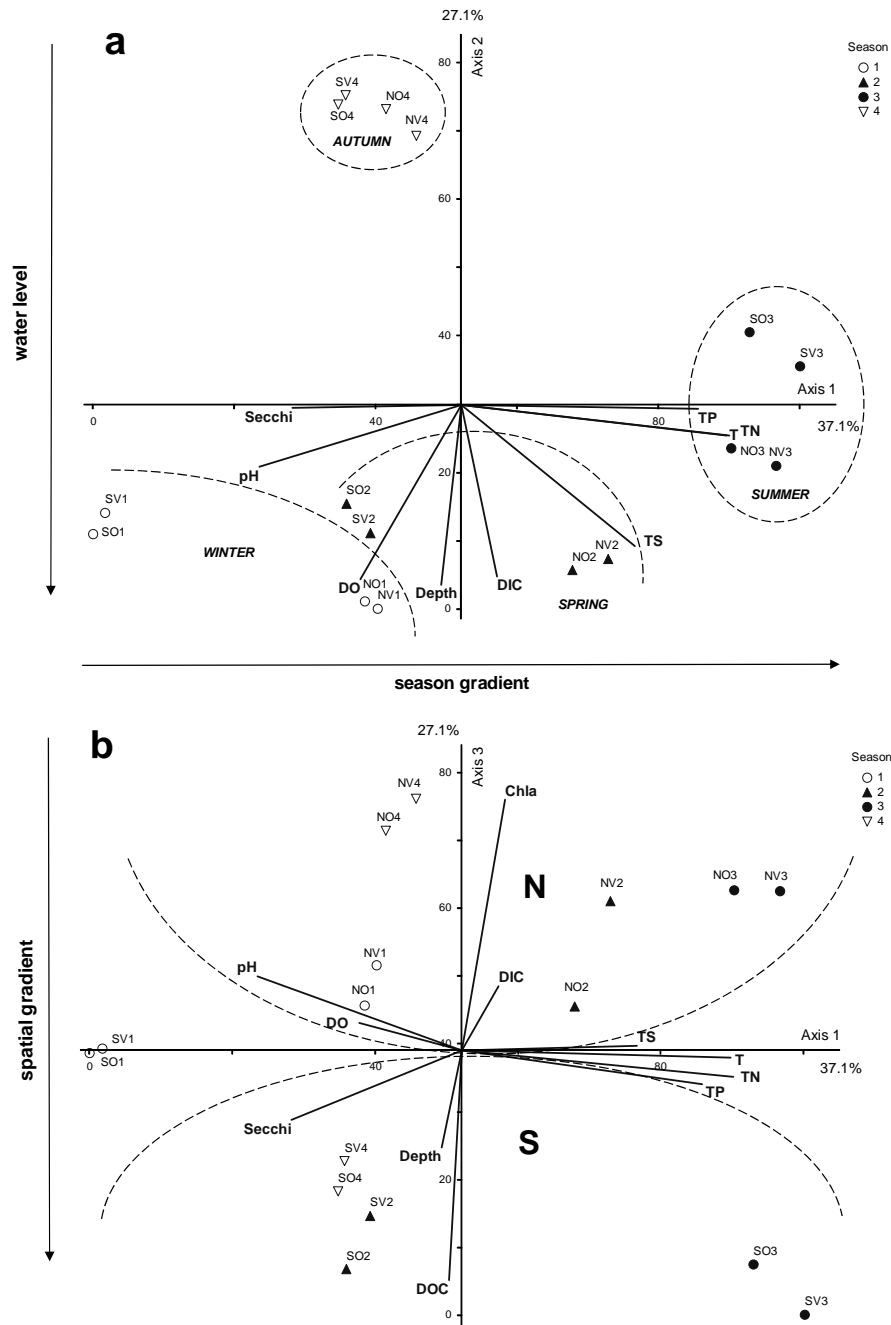 27.1%
a
Axis 2
Season
1
2
3
4
80
SV4
NO4
SO4
NV4
AUTUMN
60
water level
40
SO3
SV3
Axis 1
0
40
80
Secchi
TP
37.1%
T
TN
NO3
NV3
pH
20
SO2
SUMMER
SV1
SV2
SO1
WINTER
TS
NV2
NO2
DO
Depth
DIC
NO1
NV1
0
SPRING
season gradient
27.1%
b
Axis 3
Season
1
2
3
4
80
NV4
NO4
Chla
N
NO3
NV3
NV2
60
NV1
pH
DIC
NO1
NO2
DO
TS
SV1
40
Axis 1
SO1
0
40
80
T
37.1%
TN
TP
spatial gradient
Secchi
S
Depth
SV4
SO4
20
SV2
SO2
SO3
DOC
SV3
0